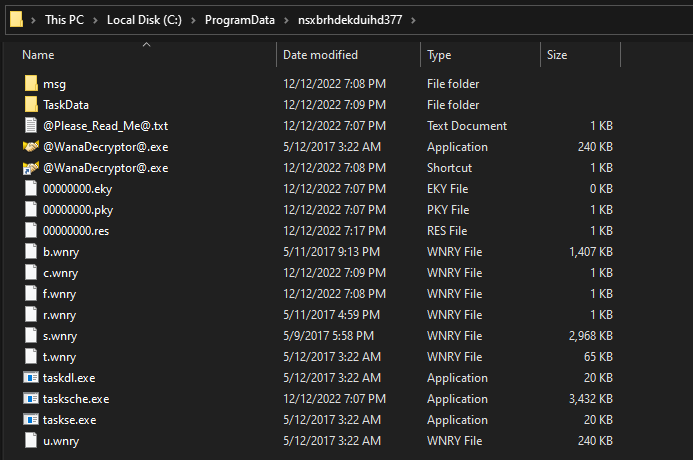 This PC > Local Disk (C:) > ProgramData > nsxbrhdekduihd377 >
Name Date modified Type Size
msg 12/12/2022 7:08 PM File folder
TaskData 12/12/2022 7:09 PM File folder
@Please_Read_Me@.txt 12/12/2022 7:07 PM Text Document 1 KB
@WanaDecryptor@.exe 5/12/2017 3:22 AM Application 240 KB
@WanaDecryptor@.exe 12/12/2022 7:08 PM Shortcut 1 KB
00000000.eky 12/12/2022 7:07 PM EKY File 0 KB
00000000.pky 12/12/2022 7:07 PM PKY File 1 KB
00000000.res 12/12/2022 7:17 PM RES File 1 KB
b.wnry 5/11/2017 9:13 PM WNRY File 1,407 KB
c.wnry 12/12/2022 7:09 PM WNRY File 1 KB
f.wnry 12/12/2022 7:08 PM WNRY File 1 KB
r.wnry 5/11/2017 4:59 PM WNRY File 1 KB
s.wnry 5/9/2017 5:58 PM WNRY File 2,968 KB
t.wnry 5/12/2017 3:22 AM WNRY File 65 KB
taskdl.exe 5/12/2017 3:22 AM Application 20 KB
tasksche.exe 12/12/2022 7:07 PM Application 3,432 KB
taskse.exe 5/12/2017 3:22 AM Application 20 KB
u.wnry 5/12/2017 3:22 AM WNRY File 240 KB